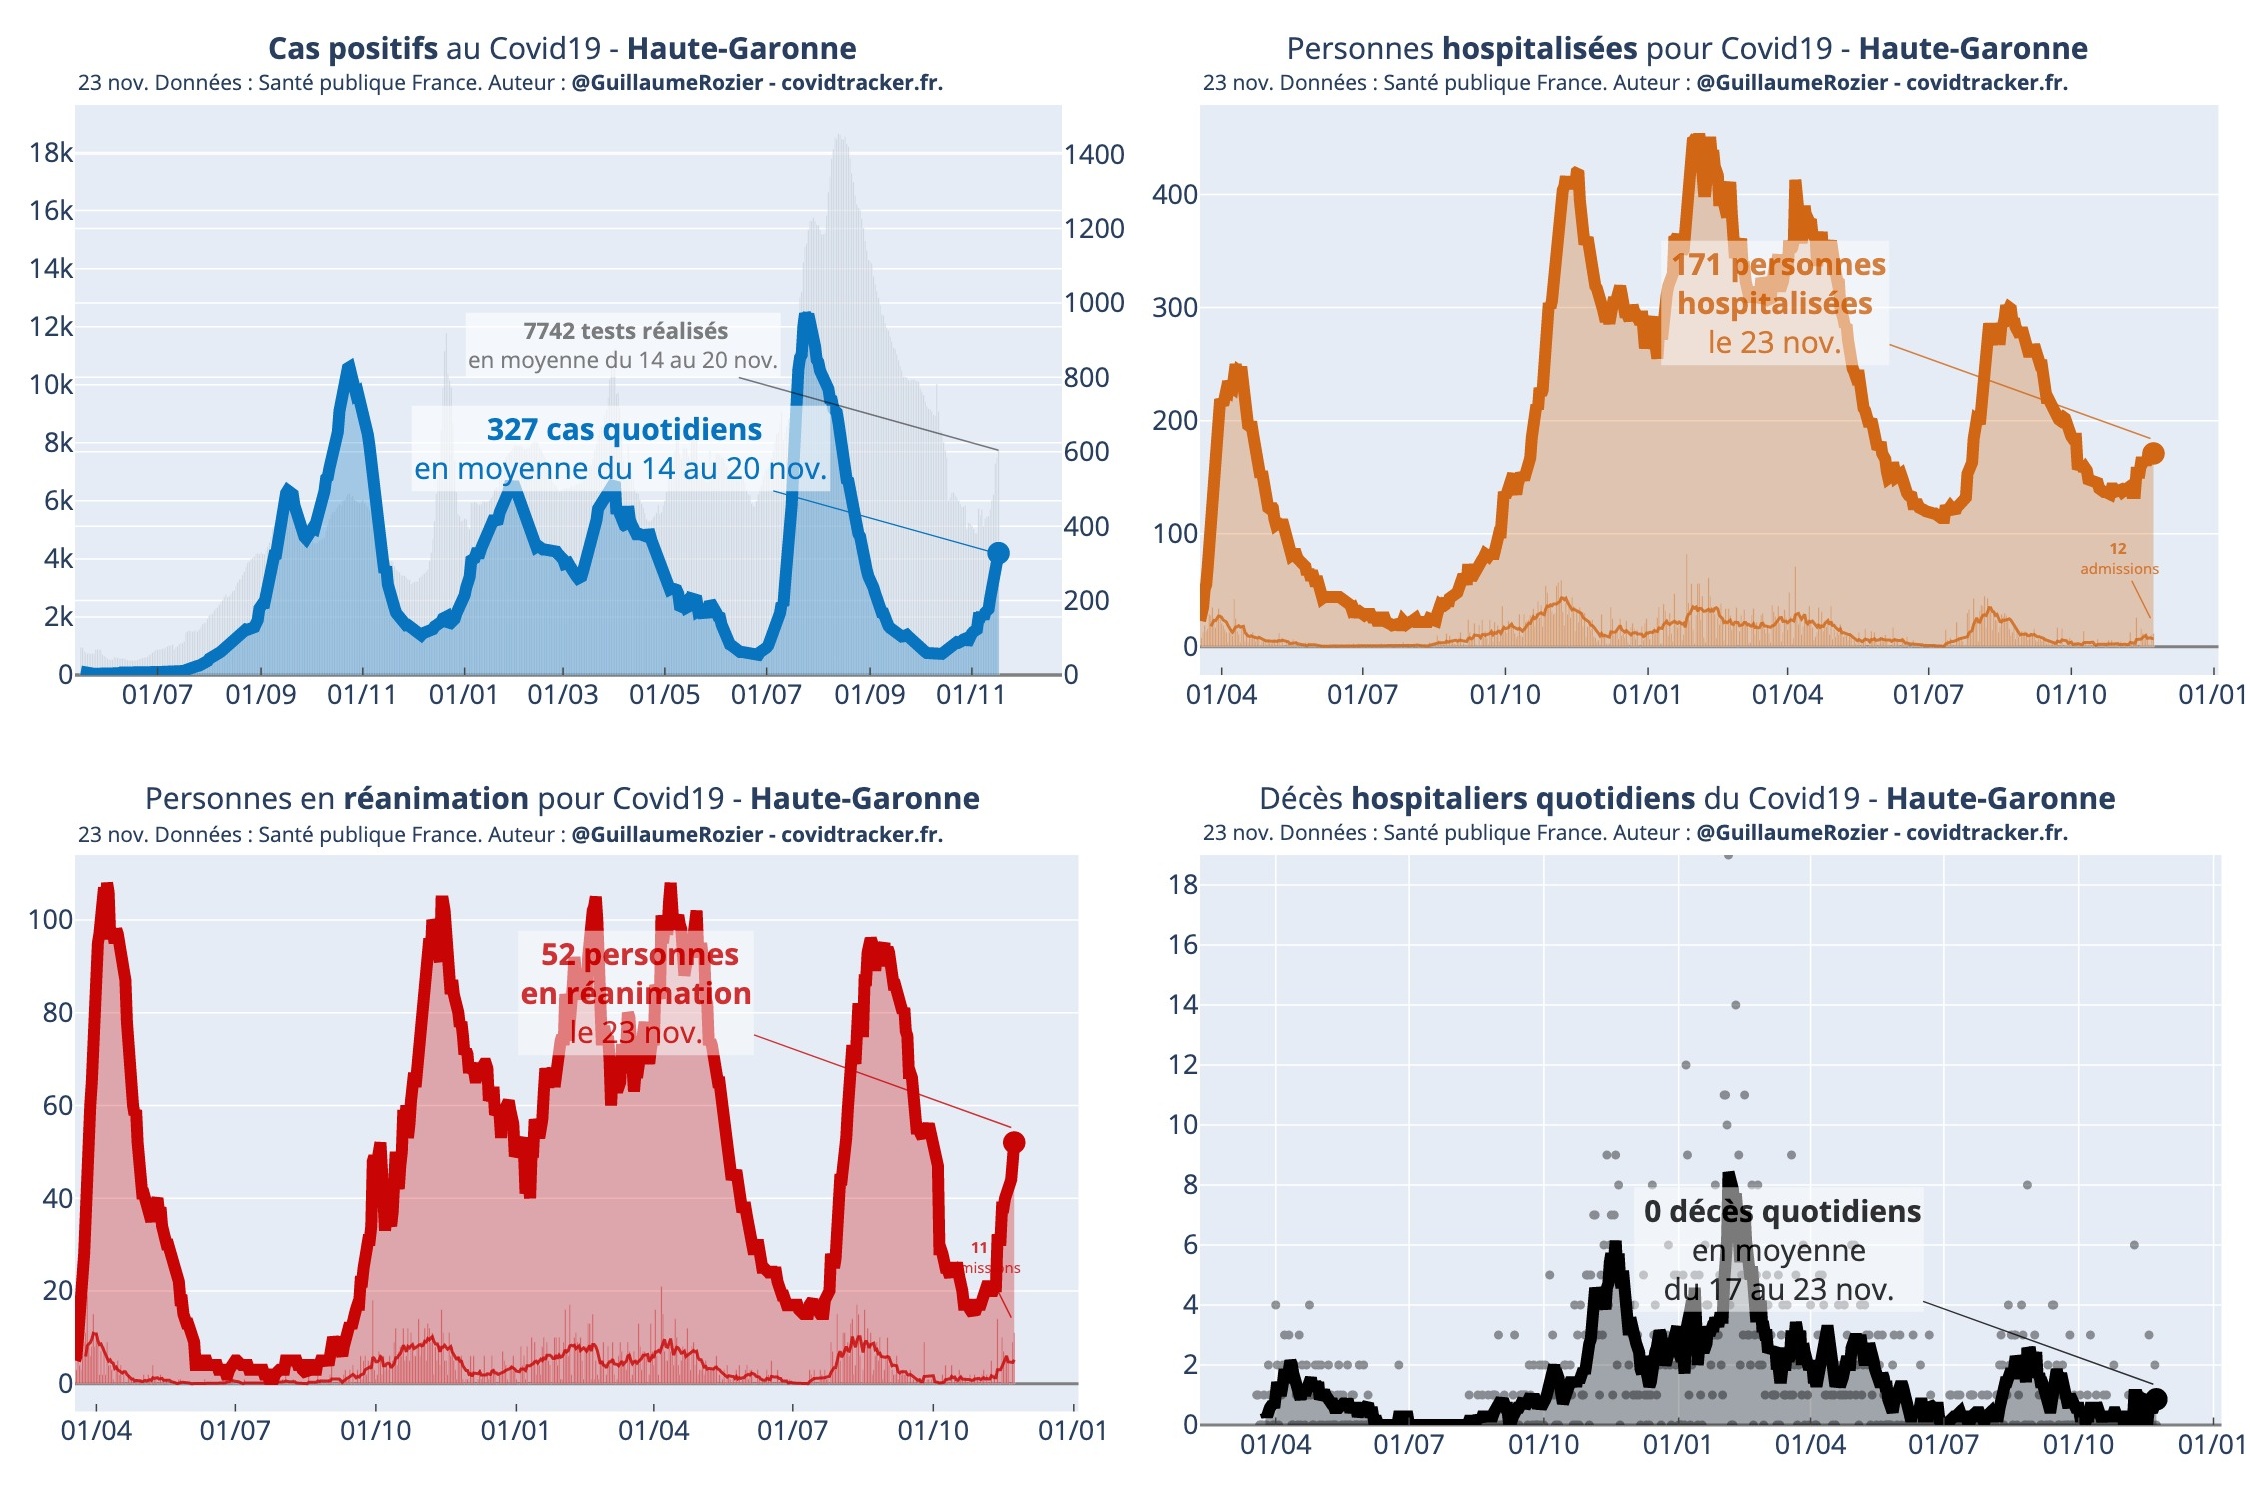 Cas positifs au Covid19 - Haute-Garonne
23 nov. Données : Santé publique France. Auteur : @GuillaumeRozier - covidtracker.fr.
18k
16k
14k
12k
10k
8k
6k
4k
2k
0
1400
1200
1000
800
600
400
200
0
7742 tests réalisés
en moyenne du 14 au 20 nov.
327 cas quotidiens
en moyenne du 14 au 20 nov.
01/07 01/09 01/11 01/01 01/03 01/05 01/07 01/09 01/11
Personnes hospitalisées pour Covid19 - Haute-Garonne
23 nov. Données : Santé publique France. Auteur : @GuillaumeRozier - covidtracker.fr.
400
300
200
100
0
171 personnes
hospitalisées
le 23 nov.
12
admissions
01/04 01/07 01/10 01/01 01/04 01/07 01/10 01/01
Personnes en réanimation pour Covid19 - Haute-Garonne
23 nov. Données : Santé publique France. Auteur : @GuillaumeRozier - covidtracker.fr.
100
80
60
40
20
0
52 personnes
en réanimation
le 23 nov.
11
missions
01/04 01/07 01/10 01/01 01/04 01/07 01/10 01/01
Décès hospitaliers quotidiens du Covid19 - Haute-Garonne
23 nov. Données : Santé publique France. Auteur : @GuillaumeRozier - covidtracker.fr.
18
16
14
12
10
8
6
4
2
0
0 décès quotidiens
en moyenne
du 17 au 23 nov.
01/04 01/07 01/10 01/01 01/04 01/07 01/10 01/01